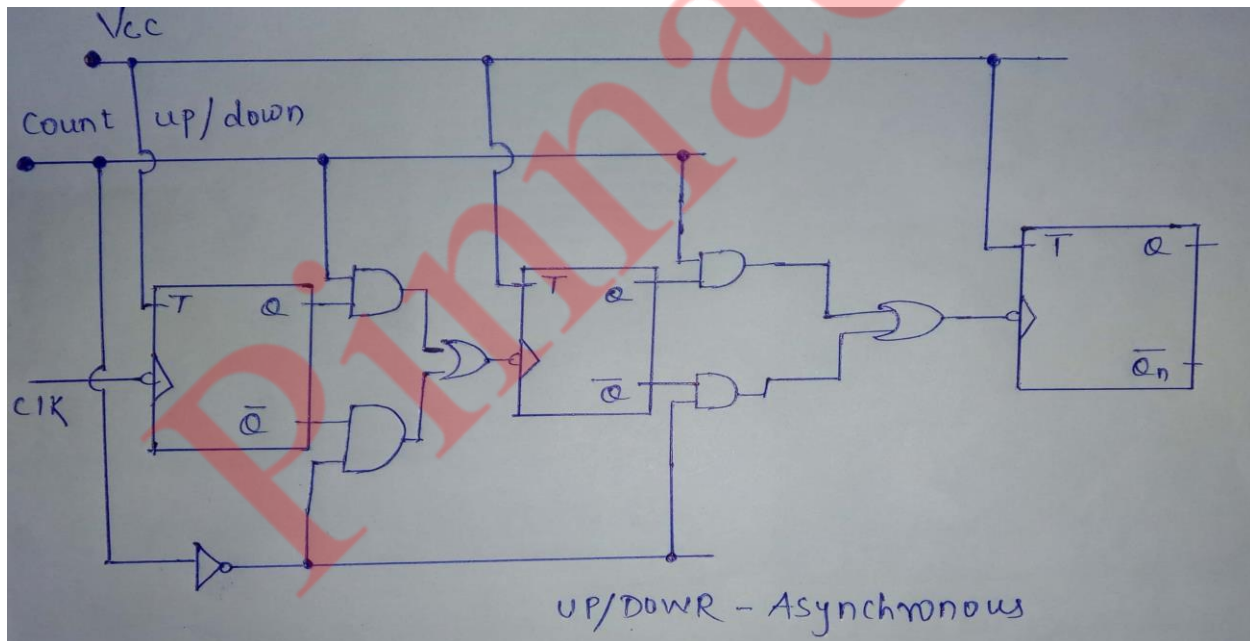 Vcc
Count up/down
T Q
CLK
Q̅
T Q
Q̅
T Q
Q̅n
UP/DOWR - Asynchronous
Pinna